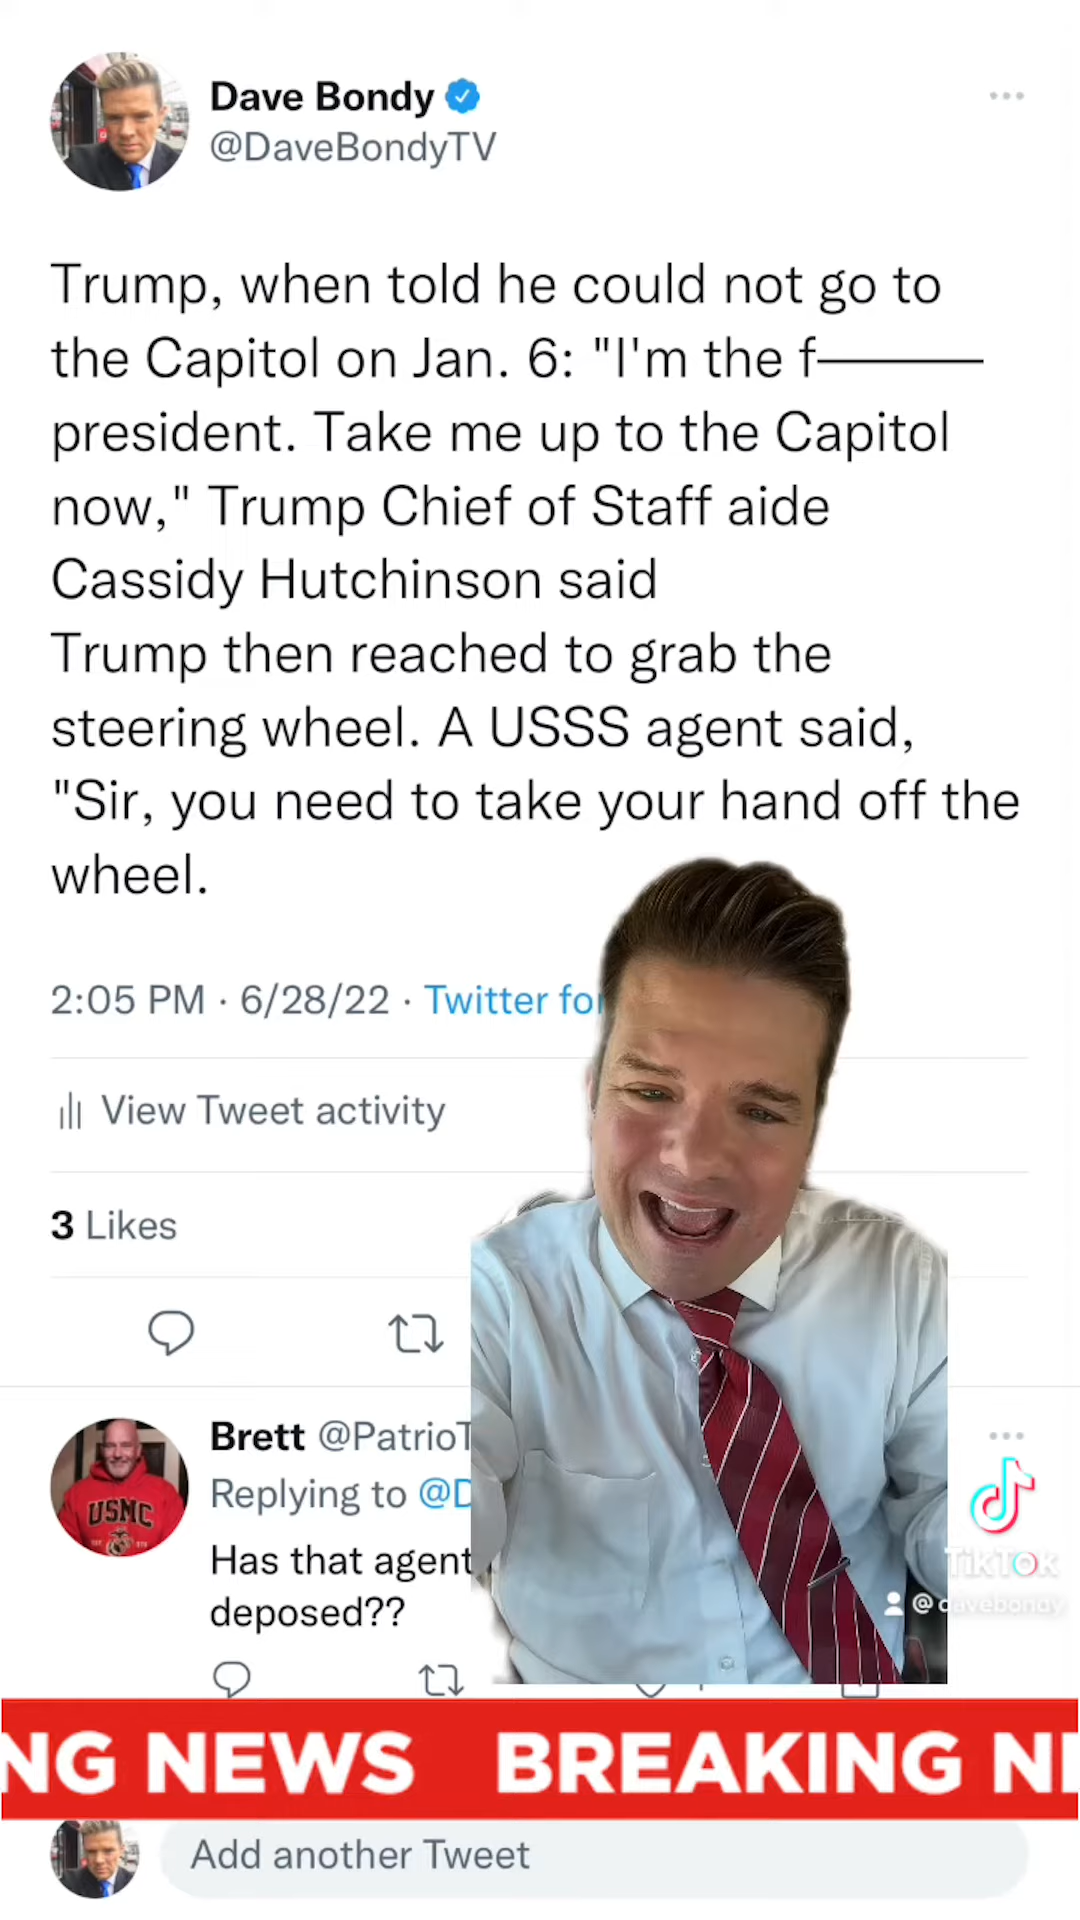 Dave Bondy
@DaveBondyTV
Trump, when told he could not go to
the Capitol on Jan. 6: "I'm the f———
president. Take me up to the Capitol
now," Trump Chief of Staff aide
Cassidy Hutchinson said
Trump then reached to grab the
steering wheel. A USSS agent said,
"Sir, you need to take your hand off the
wheel.
2:05 PM · 6/28/22 · Twitter for
View Tweet activity
3 Likes
Brett @PatrioT
Replying to @D
USMC
Has that agent
deposed??
TikTok
@davebondy
NG NEWS BREAKING NE
Add another Tweet